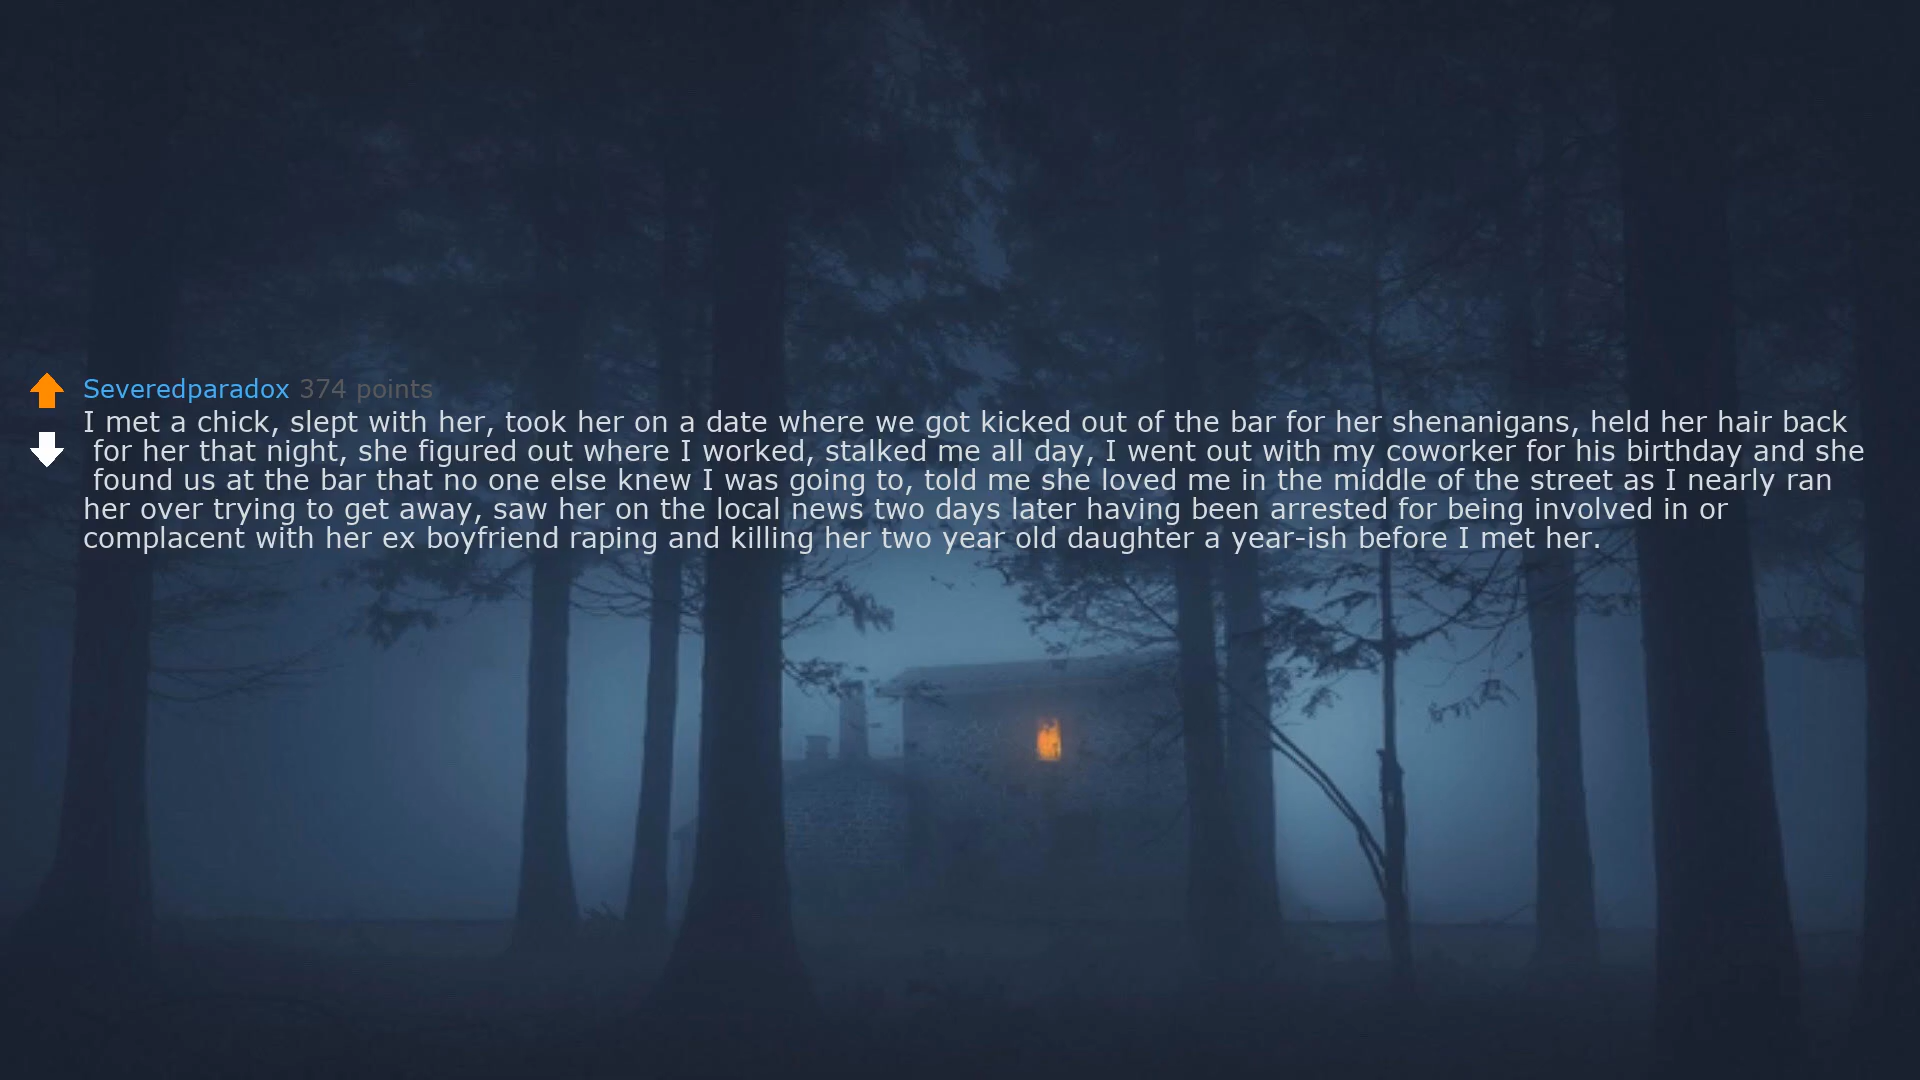 Severedparadox 374 points
I met a chick, slept with her, took her on a date where we got kicked out of the bar for her shenanigans, held her hair back
for her that night, she figured out where I worked, stalked me all day, I went out with my coworker for his birthday and she
found us at the bar that no one else knew I was going to, told me she loved me in the middle of the street as I nearly ran
her over trying to get away, saw her on the local news two days later having been arrested for being involved in or
complacent with her ex boyfriend raping and killing her two year old daughter a year-ish before I met her.